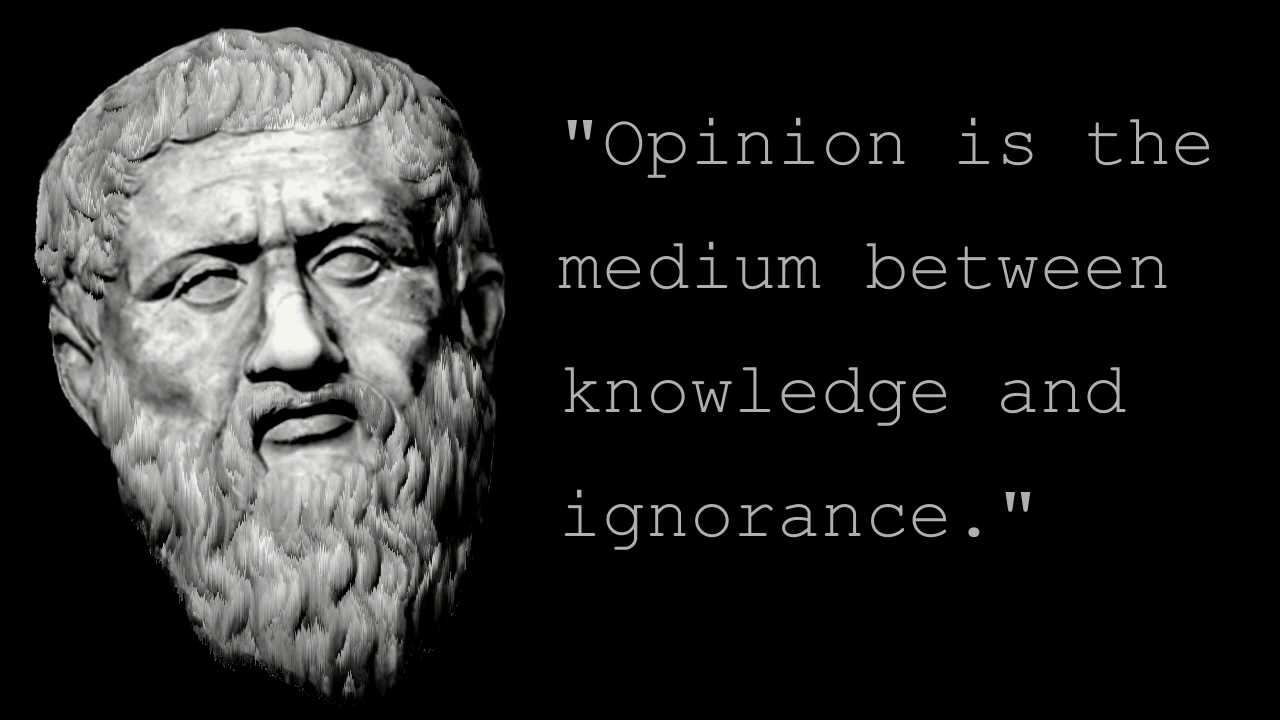 "Opinion is the
medium between
knowledge and
ignorance."